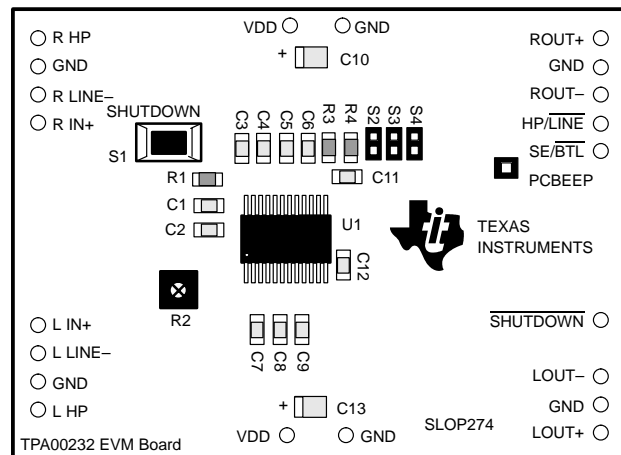 VDD GND
R HP
GND
R LINE–
R IN+
+ C10
ROUT+
GND
ROUT–
HP/LINE
SE/BTL
PCBEEP
SHUTDOWN
S1
C3 C4 C5 C6 R3 R4 S2 S3 S4
R1
C1
C2
C11
U1
C12
TEXAS
INSTRUMENTS
R2
L IN+
L LINE–
GND
L HP
C7 C8 C9
SHUTDOWN
LOUT–
GND
LOUT+
+ C13
SLOP274
TPA00232 EVM Board
VDD GND